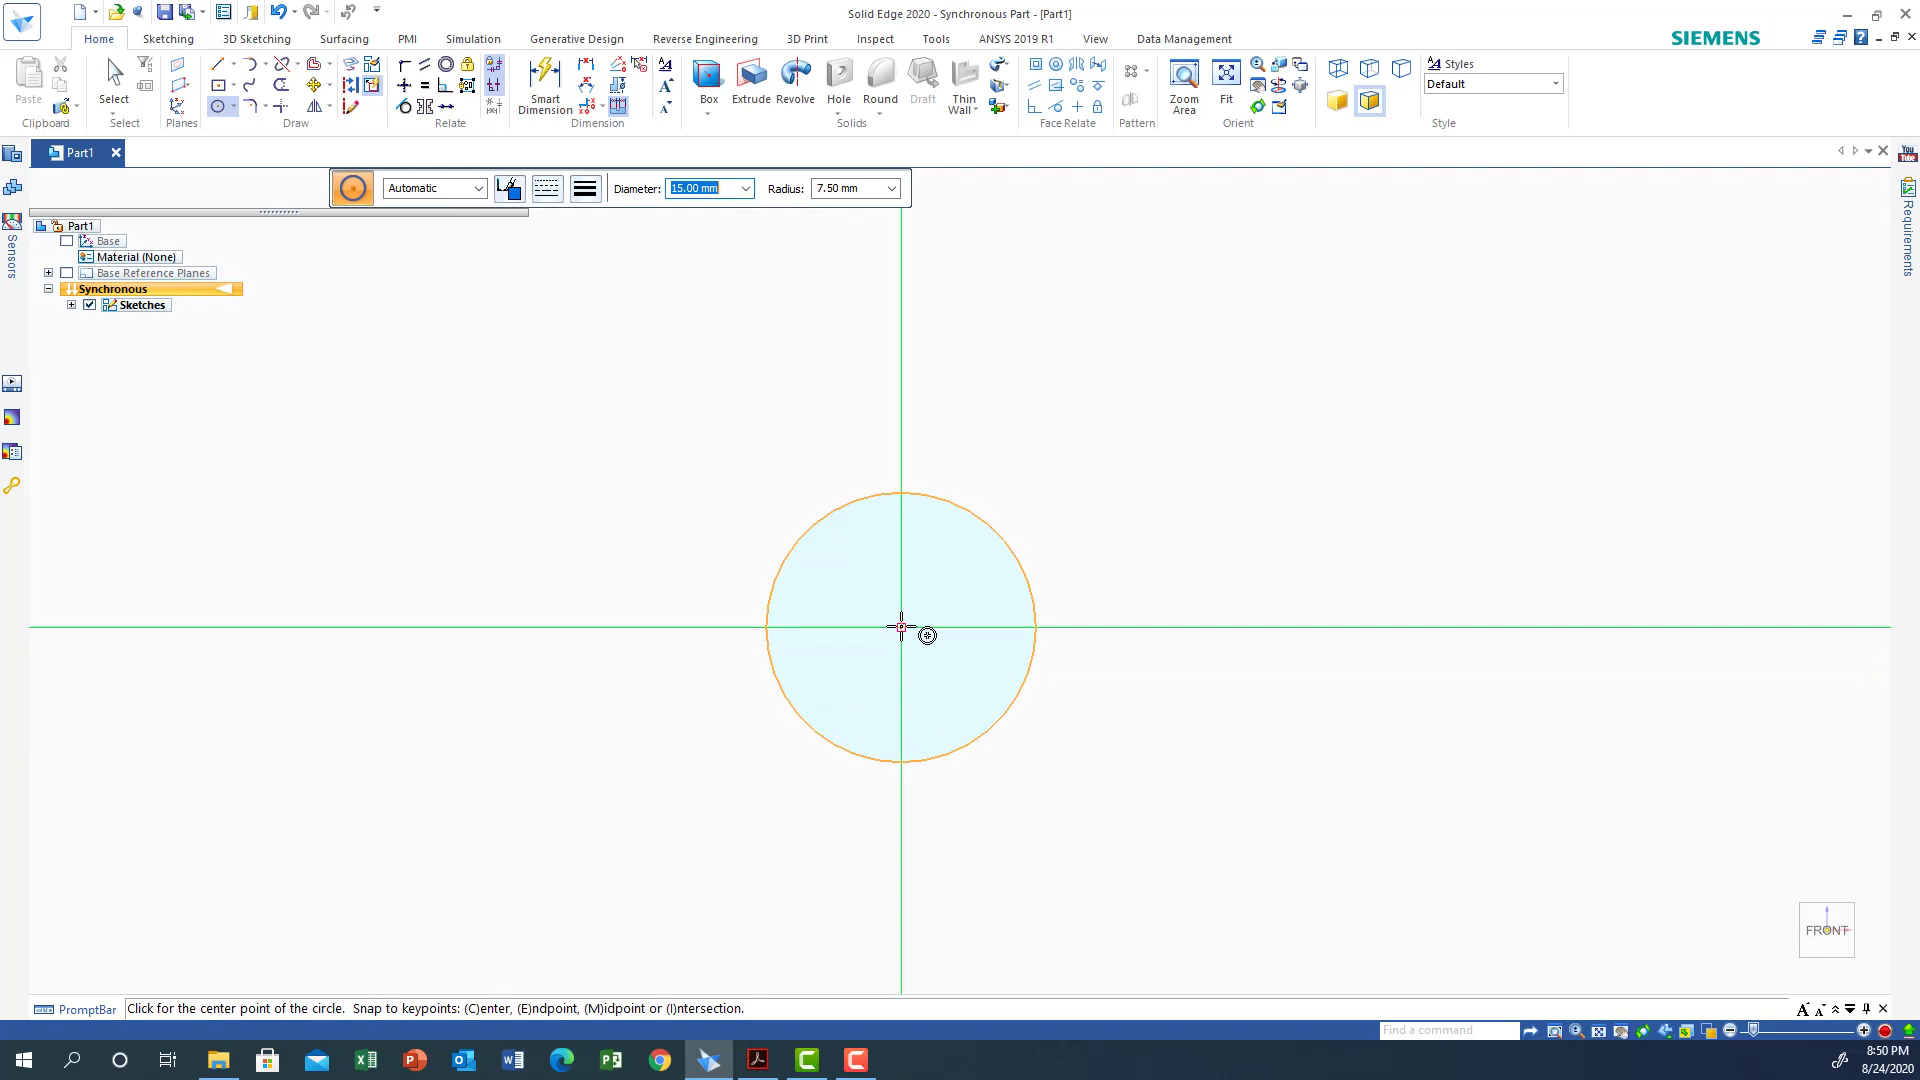 Solid Edge 2020 - Synchronous Part - [Part1]
Home Sketching 3D Sketching Surfacing PMI Simulation Generative Design Reverse Engineering 3D Print Inspect Tools ANSYS 2019 R1 View Data Management SIEMENS
Paste Select Smart Dimension Box Extrude Revolve Hole Round Draft Thin Wall Zoom Area Fit Styles
Default
Clipboard Select Planes Draw Relate Dimension Solids Face Relate Pattern Orient Style
Part1
Automatic Diameter: 15.00 mm Radius: 7.50 mm
Part1
Base
Material (None)
Base Reference Planes
Synchronous
Sketches
Sensors
You Tube
Requirements
FRONT
PromptBar Click for the center point of the circle. Snap to keypoints: (C)enter, (E)ndpoint, (M)idpoint or (I)ntersection.
Find a command
8:50 PM
8/24/2020